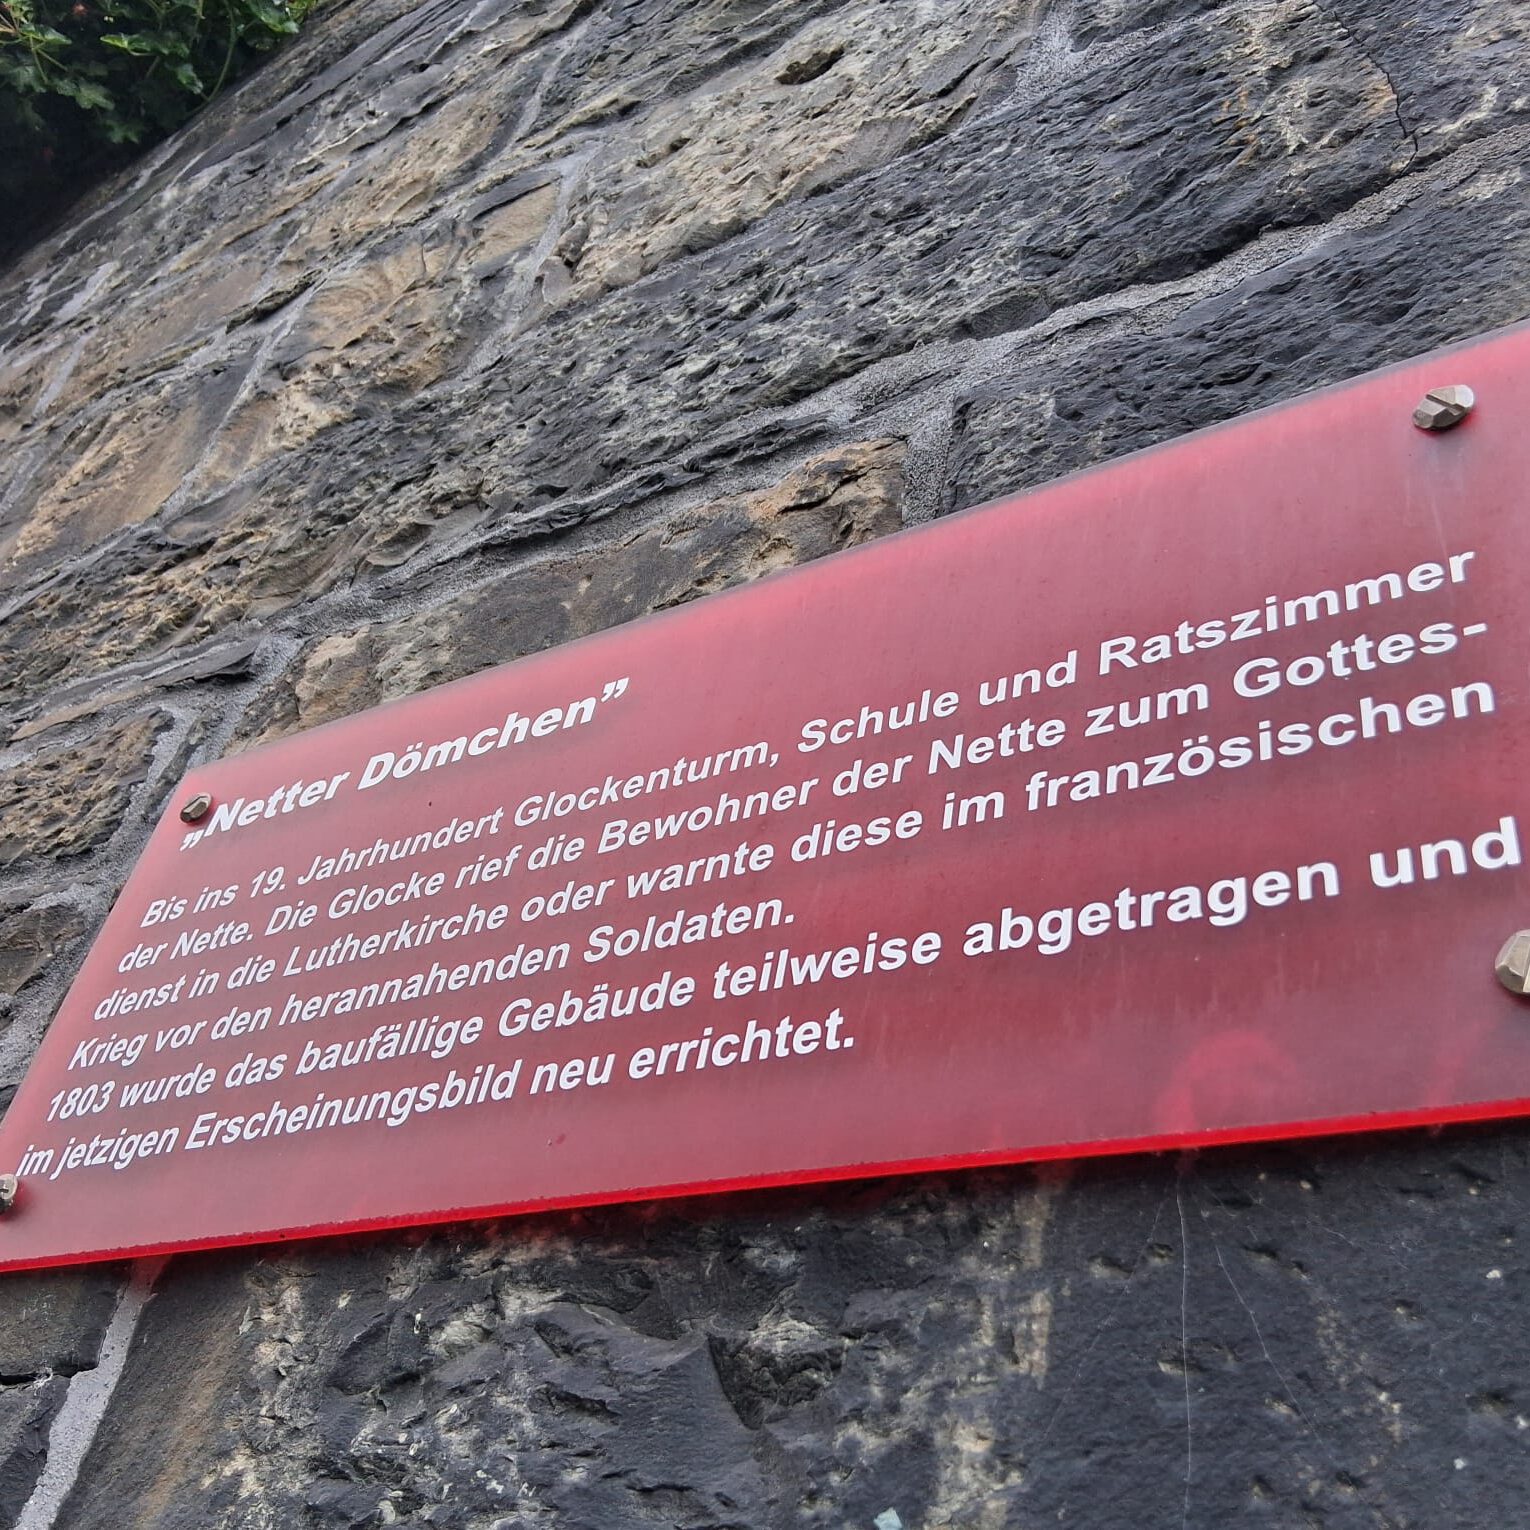 „Netter Dömchen”
Bis ins 19. Jahrhundert Glockenturm, Schule und Ratszimmer
der Nette. Die Glocke rief die Bewohner der Nette zum Gottes-
dienst in die Lutherkirche oder warnte diese im französischen
Krieg vor den herannahenden Soldaten.
1803 wurde das baufällige Gebäude teilweise abgetragen und
im jetzigen Erscheinungsbild neu errichtet.